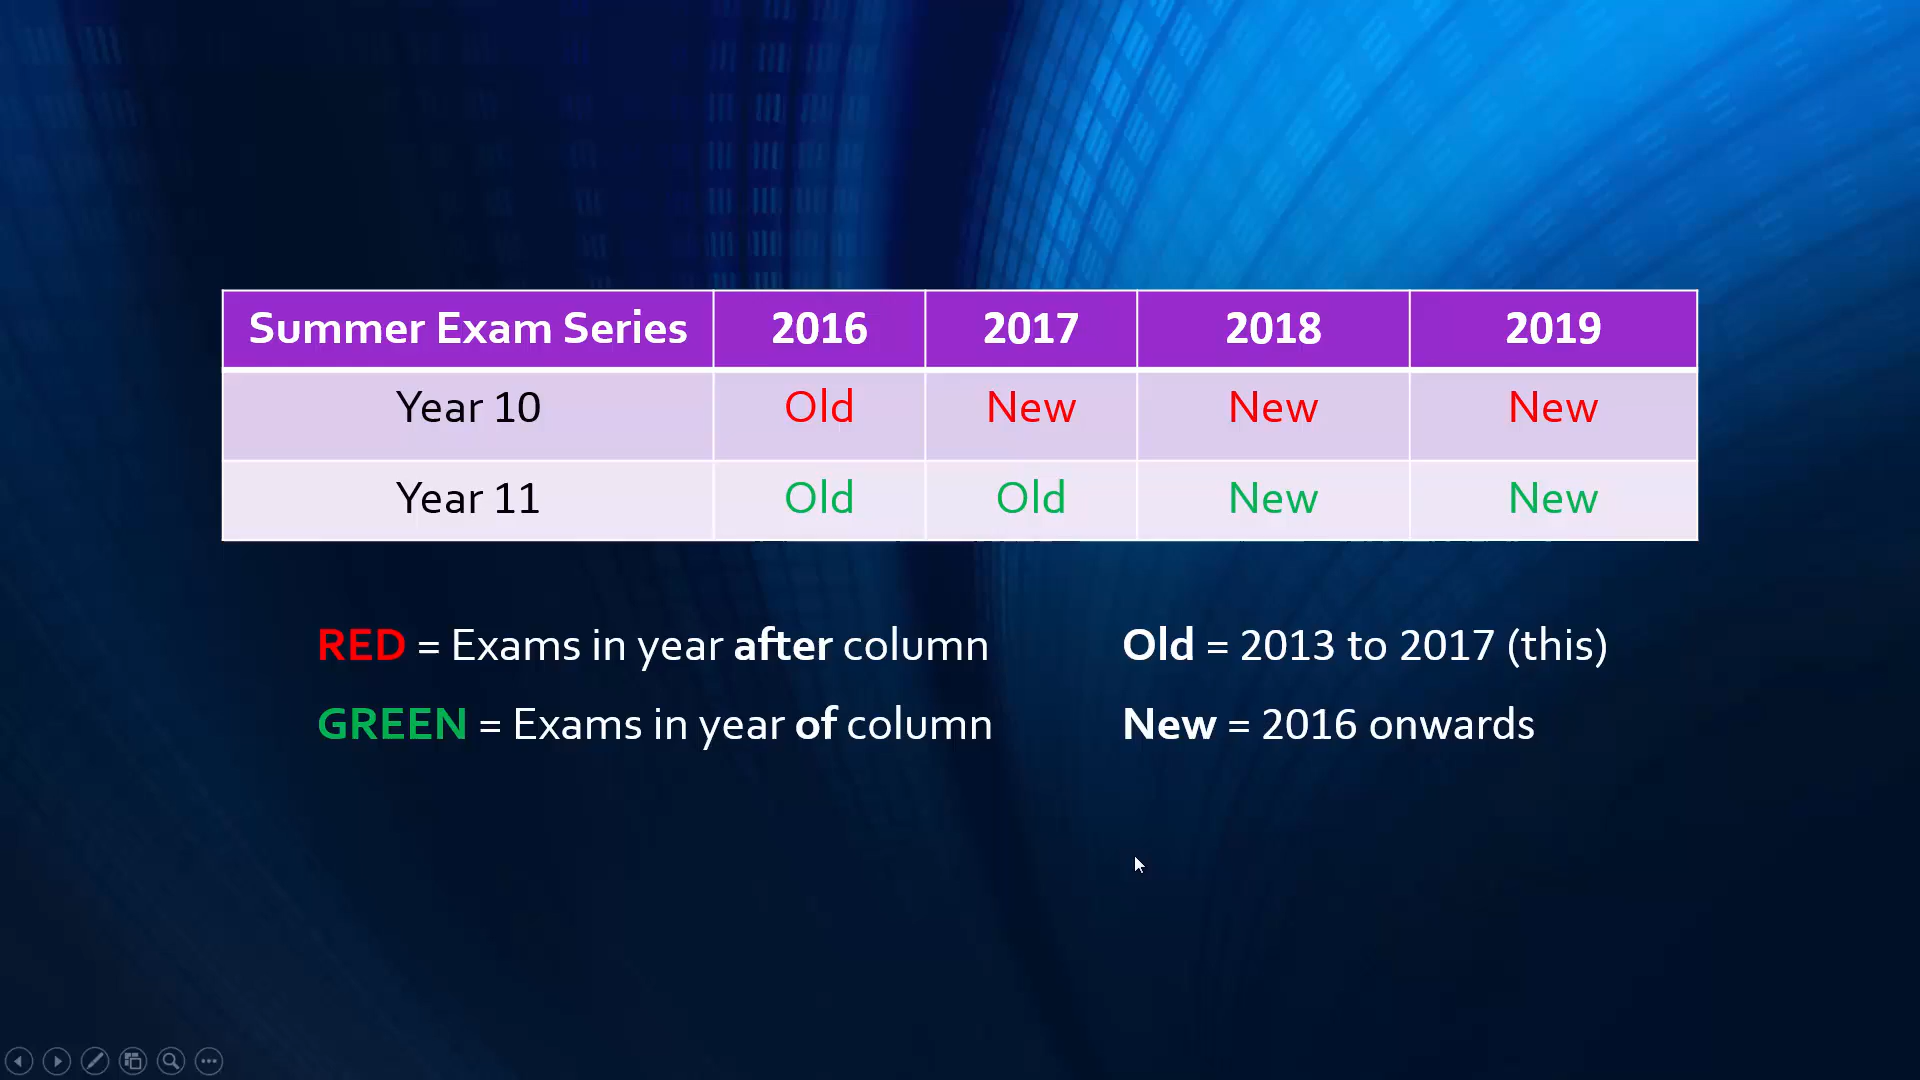 Summer Exam Series 2016 2017 2018 2019
Year 10 Old New New New
Year 11 Old Old New New
RED = Exams in year after column
GREEN = Exams in year of column
Old = 2013 to 2017 (this)
New = 2016 onwards